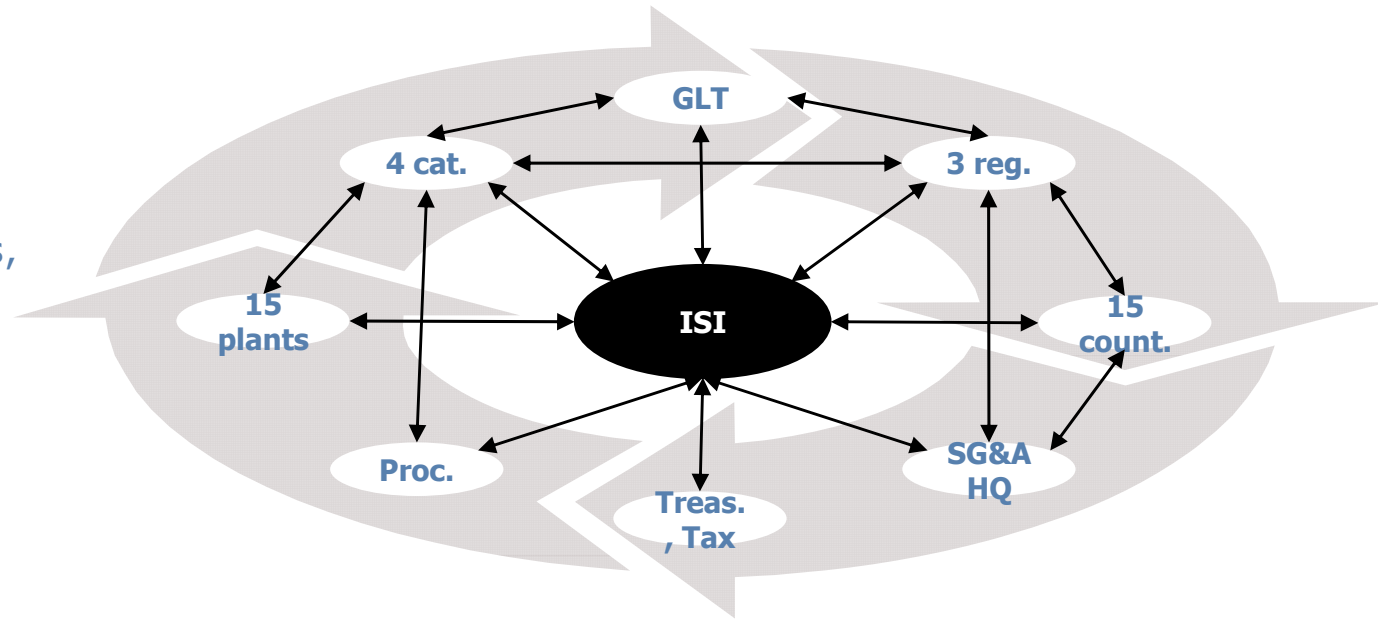 GLT
4 cat.
3 reg.
s,
15
plants
ISI
15
count.
Proc.
SG&A
HQ
Treas.
, Tax